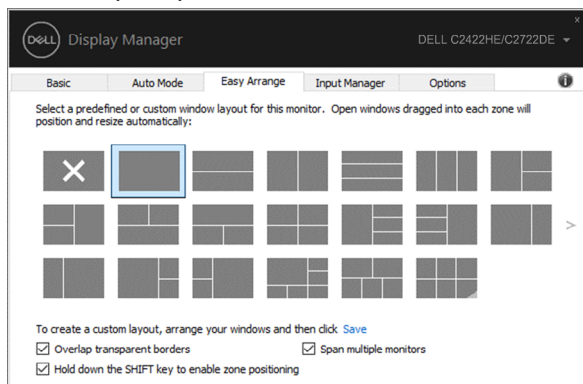 DELL Display Manager
DELL C2422HE/C2722DE
Basic
Auto Mode
Easy Arrange
Input Manager
Options
Select a predefined or custom window layout for this monitor. Open windows dragged into each zone will
position and resize automatically:
To create a custom layout, arrange your windows and then click Save
Overlap transparent borders
Span multiple monitors
Hold down the SHIFT key to enable zone positioning